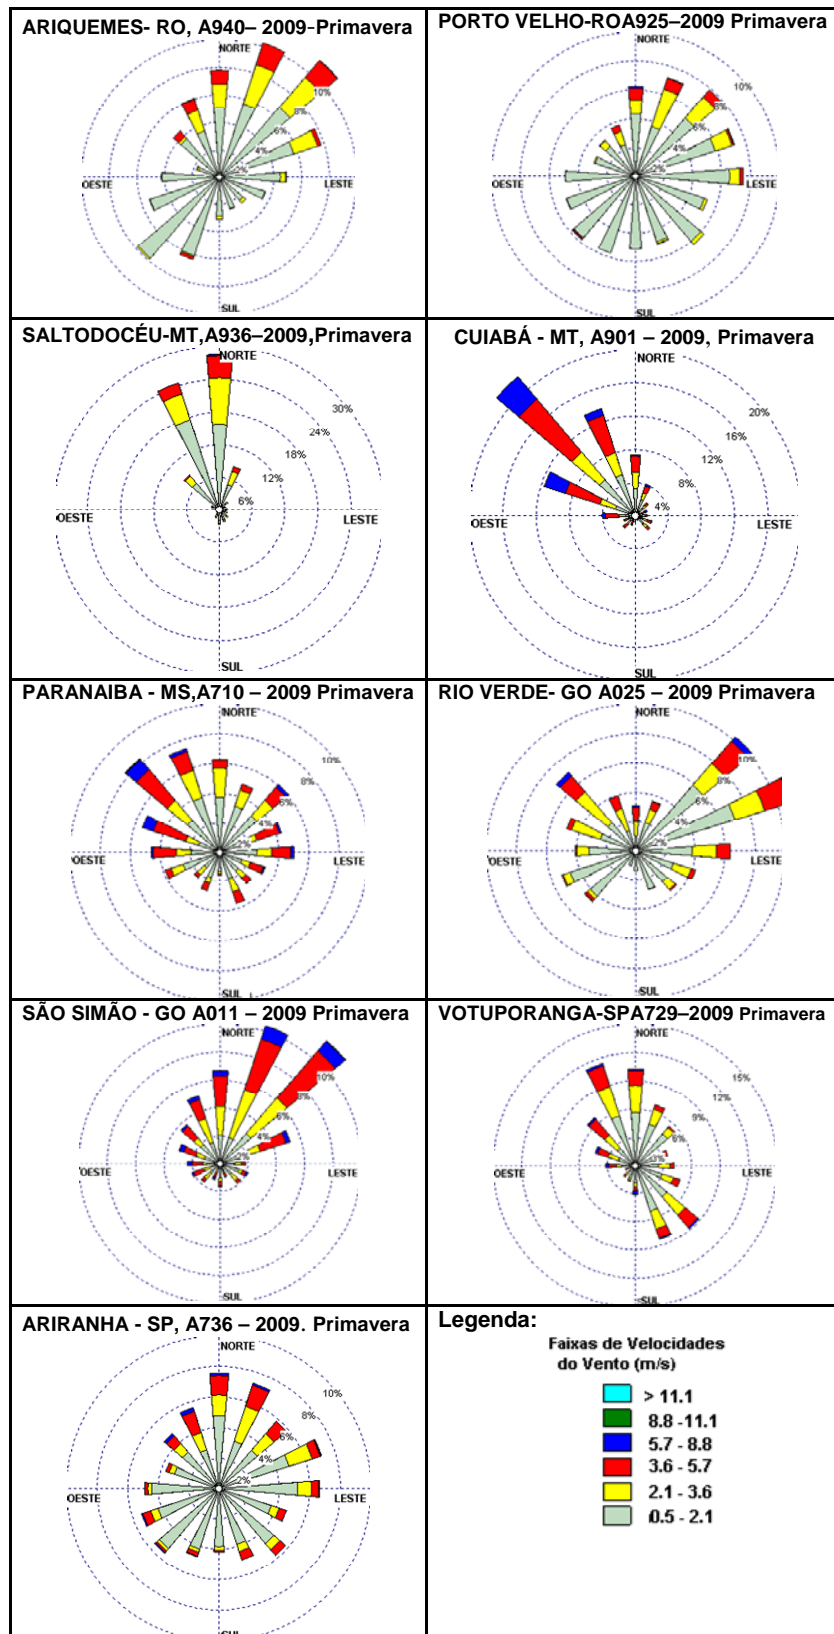 ARIQUEMES- RO, A940– 2009-Primavera
NORTE
10%
8%
6%
4%
2%
OESTE
LESTE
SUL
PORTO VELHO-ROA925–2009 Primavera
NORTE
10%
8%
6%
4%
2%
OESTE
LESTE
SUL
SALTODOCÉU-MT,A936–2009,Primavera
NORTE
30%
24%
18%
12%
6%
OESTE
LESTE
SUL
CUIABÁ - MT, A901 – 2009, Primavera
NORTE
20%
16%
12%
8%
4%
OESTE
LESTE
SUL
PARANAIBA - MS,A710 – 2009 Primavera
NORTE
10%
8%
6%
4%
2%
OESTE
LESTE
SUL
RIO VERDE- GO A025 – 2009 Primavera
NORTE
10%
8%
6%
4%
2%
OESTE
LESTE
SUL
SÃO SIMÃO - GO A011 – 2009 Primavera
NORTE
10%
8%
6%
4%
2%
OESTE
LESTE
SUL
VOTUPORANGA-SPA729–2009 Primavera
NORTE
15%
12%
9%
6%
3%
OESTE
LESTE
SUL
ARIRANHA - SP, A736 – 2009. Primavera
NORTE
10%
8%
6%
4%
2%
OESTE
LESTE
SUL
Legenda:
Faixas de Velocidades
do Vento (m/s)
> 11.1
8.8 -11.1
5.7 - 8.8
3.6 - 5.7
2.1 - 3.6
0.5 - 2.1